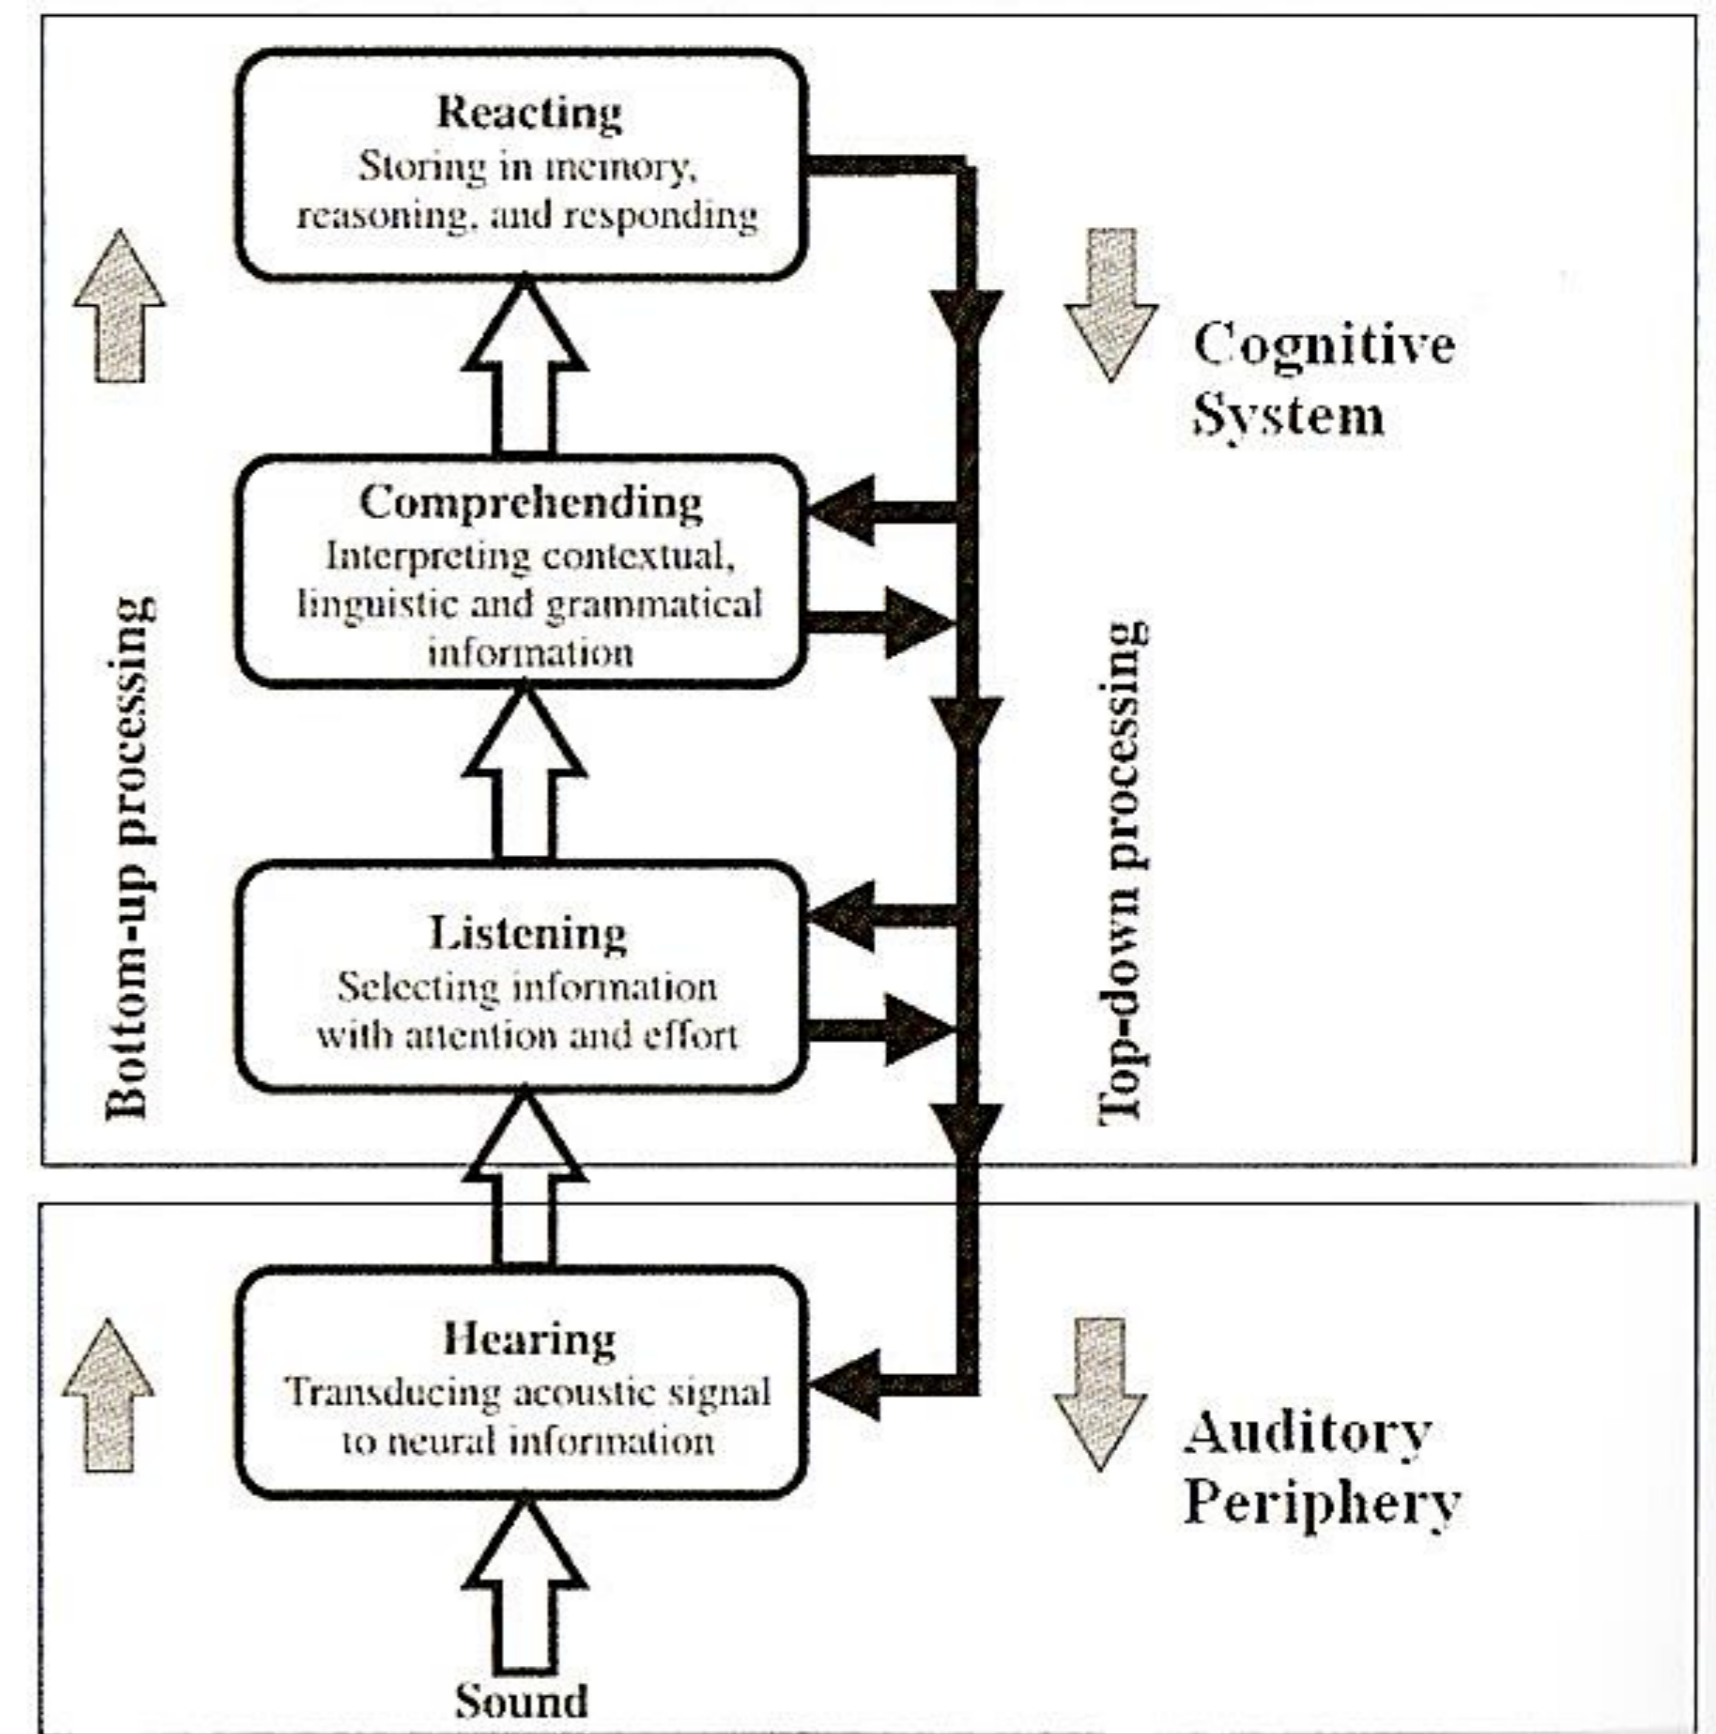 Reacting
Storing in memory,
reasoning, and responding
Cognitive
System
Comprehending
Interpreting contextual,
linguistic and grammatical
information
Bottom-up processing
Top-down processing
Listening
Selecting information
with attention and effort
Hearing
Transducing acoustic signal
to neural information
Auditory
Periphery
Sound